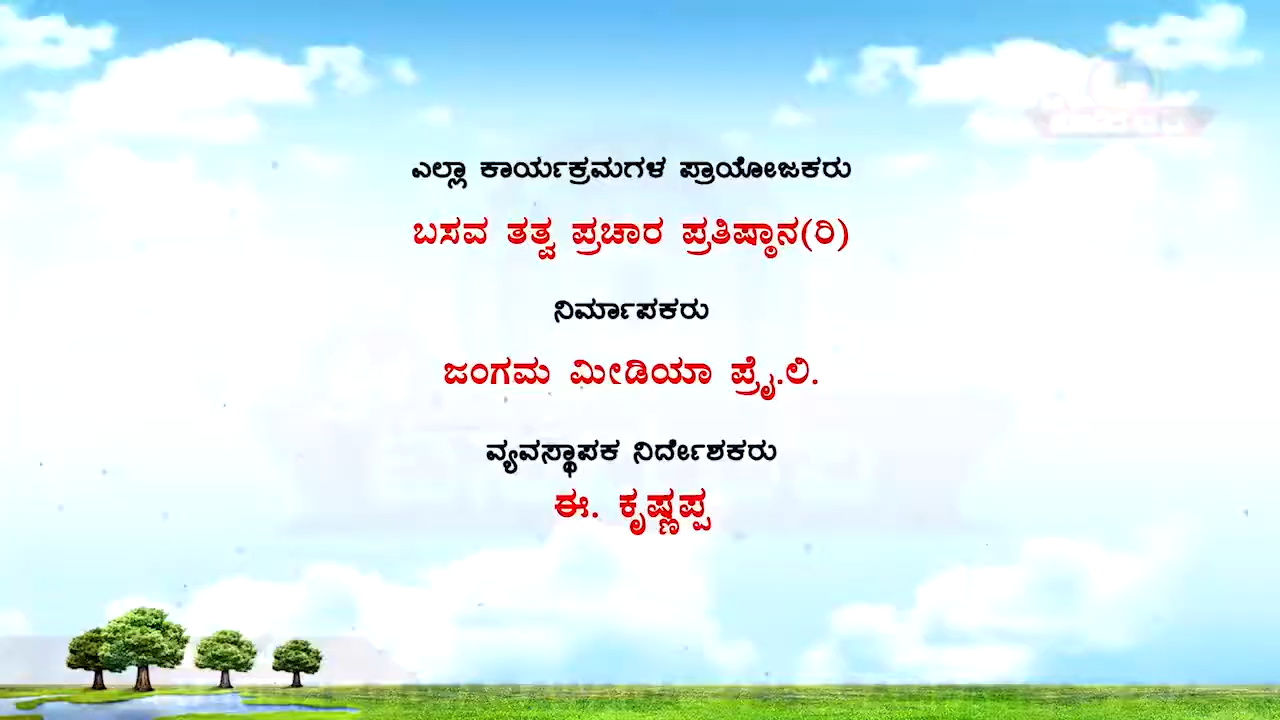 ಎಲ್ಲಾ ಕಾರ್ಯಕ್ರಮಗಳ ಪ್ರಾಯೋಜಕರು
ಬಸವ ತತ್ವ ಪ್ರಚಾರ ಪ್ರತಿಷ್ಠಾನ(ರಿ)
ನಿರ್ಮಾಪಕರು
ಜಂಗಮ ಮೀಡಿಯಾ ಪ್ರೈ.ಲಿ.
ವ್ಯವಸ್ಥಾಪಕ ನಿರ್ದೇಶಕರು
ಈ. ಕೃಷ್ಣಪ್ಪ